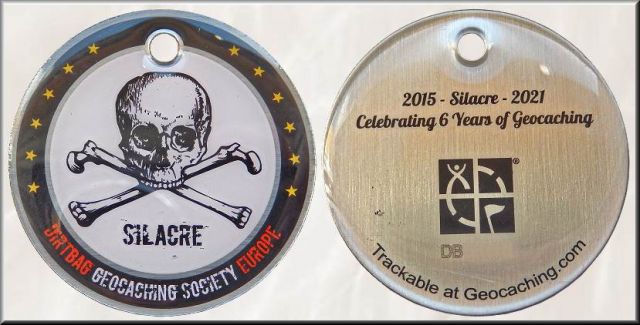 SILACRE
DIRTBAG GEOCACHING SOCIETY EUROPE
2015 - Silacre - 2021
Celebrating 6 Years of Geocaching
®
DB
Trackable at Geocaching.com